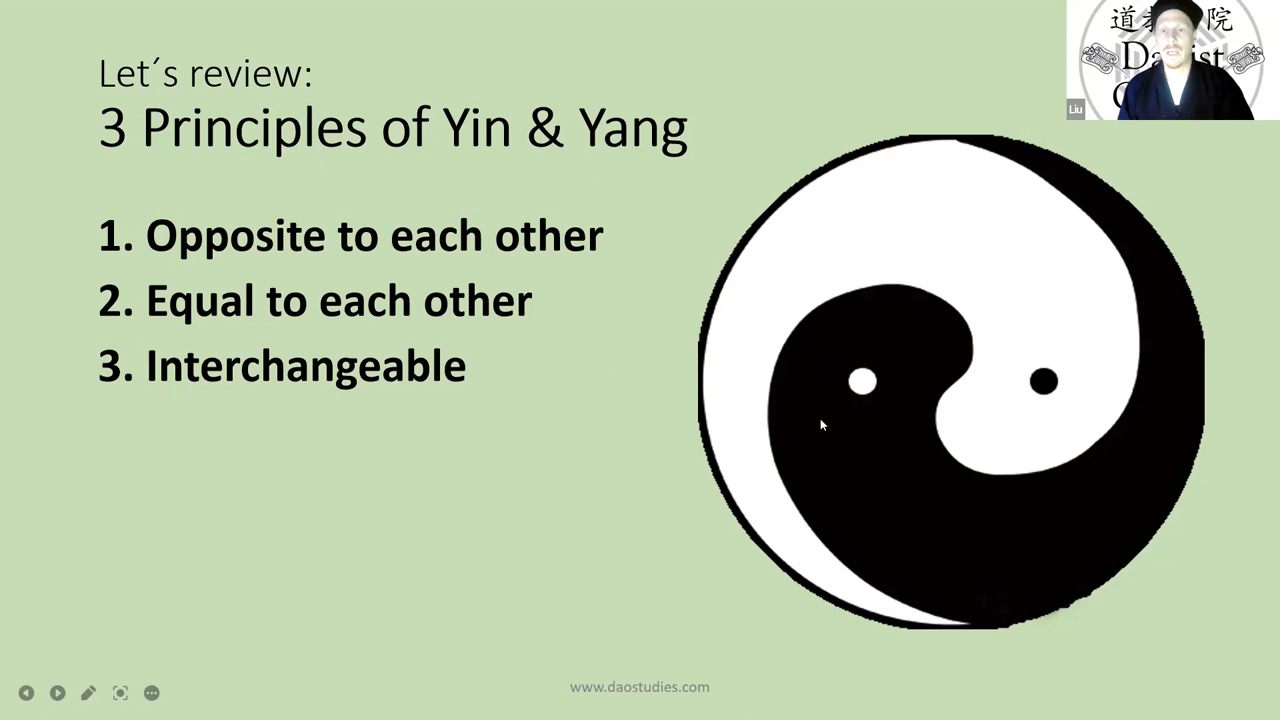 Let´s review:
3 Principles of Yin & Yang
1. Opposite to each other
2. Equal to each other
3. Interchangeable
道
院
Liu
www.daostudies.com